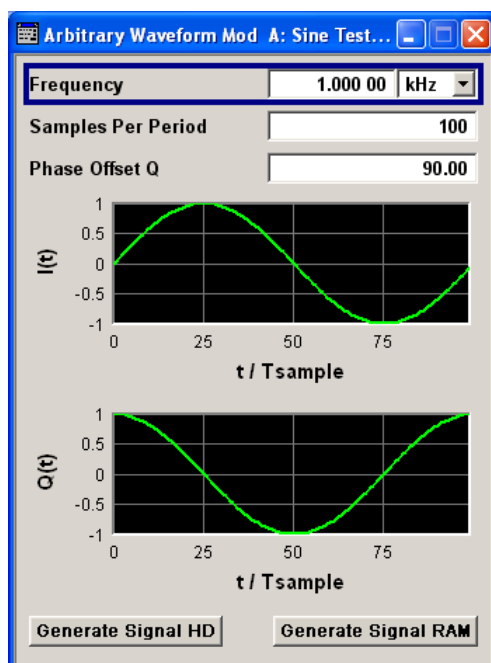 Arbitrary Waveform Mod A: Sine Test...
Frequency 1.000 00 kHz
Samples Per Period 100
Phase Offset Q 90.00
I(t)
1
0.5
0
-0.5
-1
0 25 50 75
t / Tsample
Q(t)
1
0.5
0
-0.5
-1
0 25 50 75
t / Tsample
Generate Signal HD Generate Signal RAM